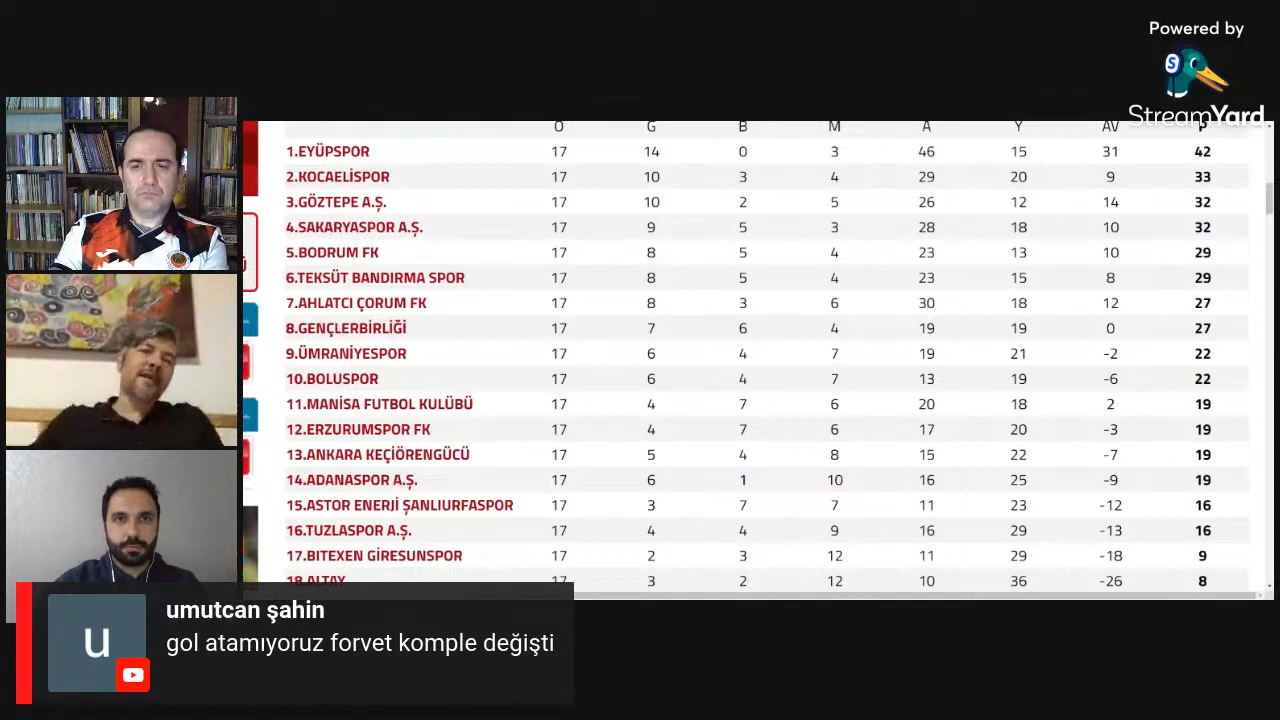 Powered by
S
StreamYard
O G B M A Y AV P
1.EYÜPSPOR 17 14 0 3 46 15 31 42
2.KOCAELİSPOR 17 10 3 4 29 20 9 33
3.GÖZTEPE A.Ş. 17 10 2 5 26 12 14 32
4.SAKARYASPOR A.Ş. 17 9 5 3 28 18 10 32
5.BODRUM FK 17 8 5 4 23 13 10 29
6.TEKSÜT BANDIRMA SPOR 17 8 5 4 23 15 8 29
7.AHLATCI ÇORUM FK 17 8 3 6 30 18 12 27
8.GENÇLERBİRLİĞİ 17 7 6 4 19 19 0 27
9.ÜMRANİYESPOR 17 6 4 7 19 21 -2 22
10.BOLUSPOR 17 6 4 7 13 19 -6 22
11.MANİSA FUTBOL KULÜBÜ 17 4 7 6 20 18 2 19
12.ERZURUMSPOR FK 17 4 7 6 17 20 -3 19
13.ANKARA KEÇİÖRENGÜCÜ 17 5 4 8 15 22 -7 19
14.ADANASPOR A.Ş. 17 6 1 10 16 25 -9 19
15.ASTOR ENERJİ ŞANLIURFASPOR 17 3 7 7 11 23 -12 16
16.TUZLASPOR A.Ş. 17 4 4 9 16 29 -13 16
17.BITEXEN GİRESUNSPOR 17 2 3 12 11 29 -18 9
18.ALTAY 17 3 2 12 10 36 -26 8
u
umutcan şahin
gol atamıyoruz forvet komple değişti